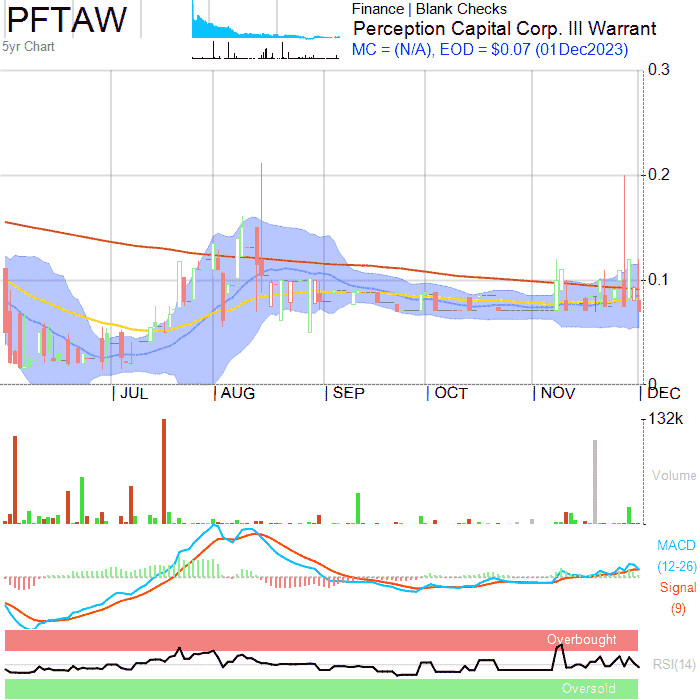 PFTAW
5yr Chart
Finance | Blank Checks
Perception Capital Corp. III Warrant
MC = (N/A), EOD = $0.07 (01Dec2023)
0.3
0.2
0.1
0
JUL AUG SEP OCT NOV DEC
132k
Volume
MACD
(12-26)
Signal
(9)
Overbought
RSI(14)
Oversold